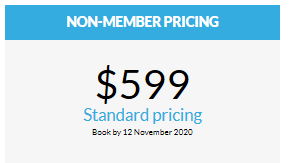 NON-MEMBER PRICING
$599
Standard pricing
Book by 12 November 2020